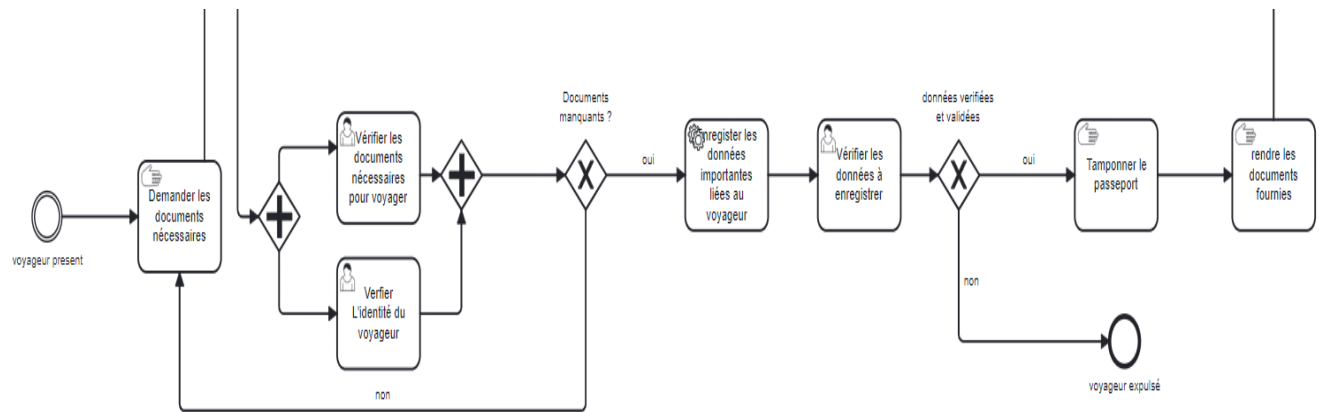 voyageur present
Demander les
documents
nécessaires
Vérifier les
documents
nécessaires
pour voyager
Verfier
L'identité du
voyageur
Documents
manquants ?
oui
non
nregister les
données
importantes
liées au
voyageur
Vérifier les
données à
enregistrer
données verifiées
et validées
oui
non
voyageur expulsé
Tamponner le
passeport
rendre les
documents
fournies